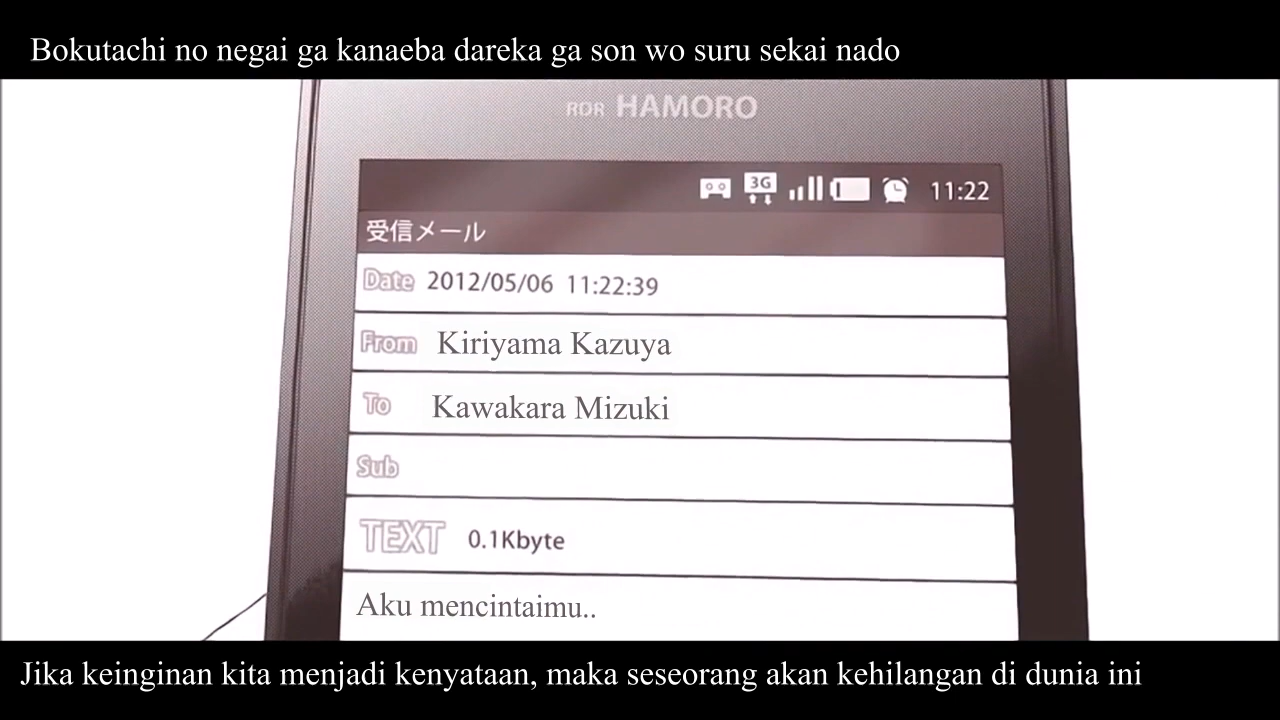 Bokutachi no negai ga kanaeba dareka ga son wo suru sekai nado
RDR HAMORO
3G 11:22
受信メール
Date 2012/05/06 11:22:39
From Kiriyama Kazuya
To Kawakara Mizuki
Sub
TEXT 0.1Kbyte
Aku mencintaimu..
Jika keinginan kita menjadi kenyataan, maka seseorang akan kehilangan di dunia ini